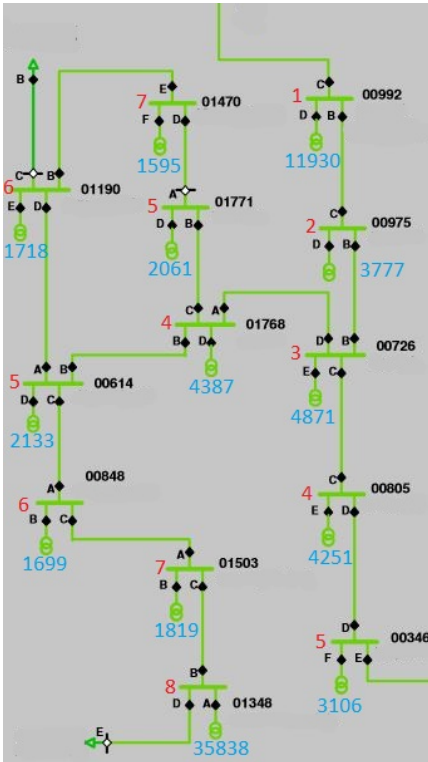 C
1 00992
D B
11930
B
E
7 01470
F D
1595
C B
6 01190
E D
1718
A
5 01771
D B
2061
C
2 00975
D B
3777
C A
4 01768
B D
4387
D B
3 00726
E C
4871
A B
5 00614
D C
2133
00848
A
6
B C
1699
C
4 00805
E D
4251
A
7 01503
B C
1819
D
5 00346
F E
3106
B
8 01348
D A
E
35838